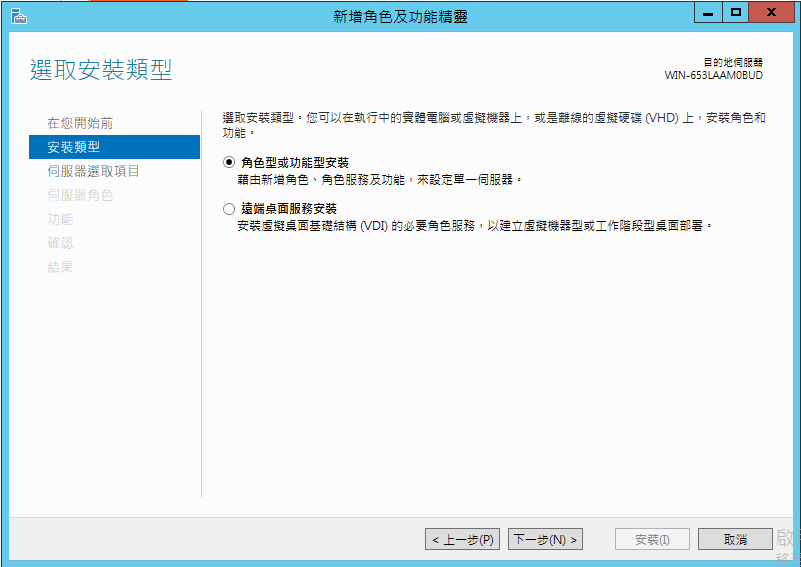 新增角色及功能精靈
選取安裝類型
目的地伺服器
WIN-653LAAM0BUD
在您開始前
安裝類型
伺服器選取項目
伺服器角色
功能
確認
結果
選取安裝類型。您可以在執行中的實體電腦或虛擬機器上，或是離線的虛擬硬碟 (VHD) 上，安裝角色和
功能。
角色型或功能型安裝
藉由新增角色、角色服務及功能，來設定單一伺服器。
遠端桌面服務安裝
安裝虛擬桌面基礎結構 (VDI) 的必要角色服務，以建立虛擬機器型或工作階段型桌面部署。
< 上一步(P)
下一步(N) >
安裝(I)
取消
啟
移